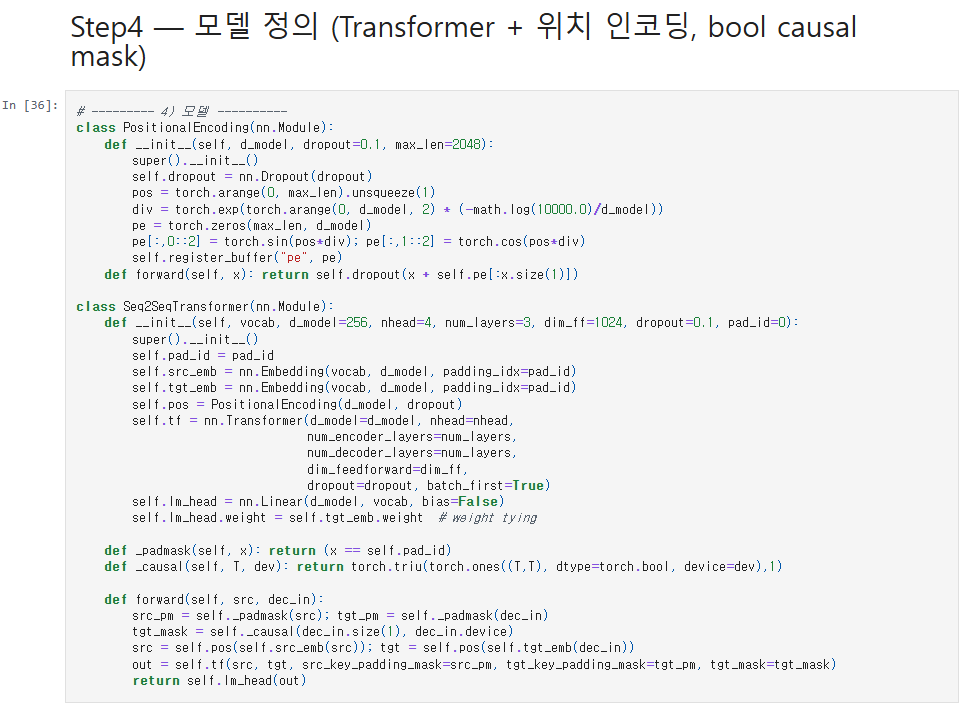 Step4 — 모델 정의 (Transformer + 위치 인코딩, bool causal
mask)
In [36]:
# --------- 4) 모델 ----------
class PositionalEncoding(nn.Module):
    def __init__(self, d_model, dropout=0.1, max_len=2048):
        super().__init__()
        self.dropout = nn.Dropout(dropout)
        pos = torch.arange(0, max_len).unsqueeze(1)
        div = torch.exp(torch.arange(0, d_model, 2) * (-math.log(10000.0)/d_model))
        pe = torch.zeros(max_len, d_model)
        pe[:,0::2] = torch.sin(pos*div); pe[:,1::2] = torch.cos(pos*div)
        self.register_buffer("pe", pe)
    def forward(self, x): return self.dropout(x + self.pe[:x.size(1)])
class Seq2SeqTransformer(nn.Module):
    def __init__(self, vocab, d_model=256, nhead=4, num_layers=3, dim_ff=1024, dropout=0.1, pad_id=0):
        super().__init__()
        self.pad_id = pad_id
        self.src_emb = nn.Embedding(vocab, d_model, padding_idx=pad_id)
        self.tgt_emb = nn.Embedding(vocab, d_model, padding_idx=pad_id)
        self.pos = PositionalEncoding(d_model, dropout)
        self.tf = nn.Transformer(d_model=d_model, nhead=nhead,
                                 num_encoder_layers=num_layers,
                                 num_decoder_layers=num_layers,
                                 dim_feedforward=dim_ff,
                                 dropout=dropout, batch_first=True)
        self.lm_head = nn.Linear(d_model, vocab, bias=False)
        self.lm_head.weight = self.tgt_emb.weight  # weight tying
    def _padmask(self, x): return (x == self.pad_id)
    def _causal(self, T, dev): return torch.triu(torch.ones((T,T), dtype=torch.bool, device=dev),1)
    def forward(self, src, dec_in):
        src_pm = self._padmask(src); tgt_pm = self._padmask(dec_in)
        tgt_mask = self._causal(dec_in.size(1), dec_in.device)
        src = self.pos(self.src_emb(src)); tgt = self.pos(self.tgt_emb(dec_in))
        out = self.tf(src, tgt, src_key_padding_mask=src_pm, tgt_key_padding_mask=tgt_pm, tgt_mask=tgt_mask)
        return self.lm_head(out)